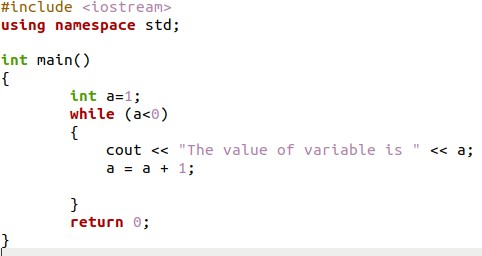 #include <iostream>
using namespace std;
int main()
{
int a=1;
while (a<0)
{
cout << "The value of variable is " << a;
a = a + 1;
}
return 0;
}